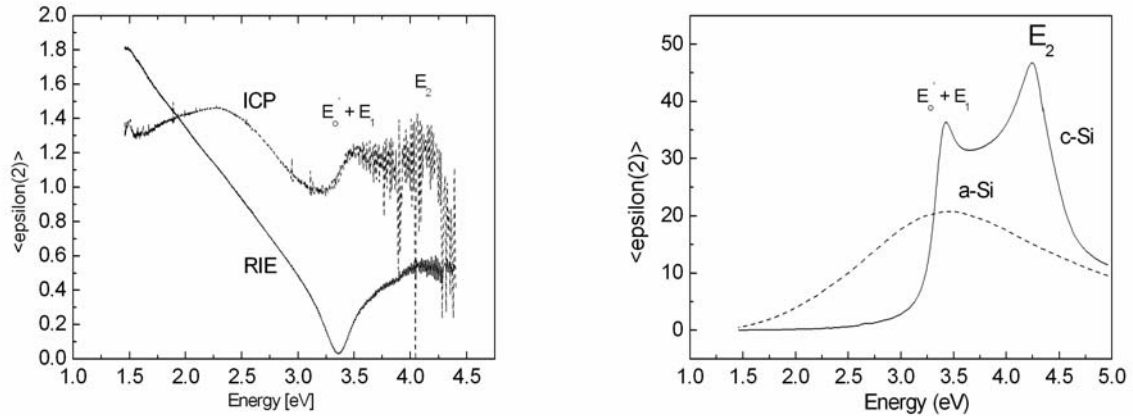 2.0
1.8
1.6
1.4
1.2
1.0
0.8
0.6
0.4
0.2
0.0
<epsilon(2)>
ICP
RIE
E₀' + E₁
E₂
1.0 1.5 2.0 2.5 3.0 3.5 4.0 4.5
Energy [eV]
50
40
30
20
10
0
<epsilon(2)>
E₂
E₀' + E₁
c-Si
a-Si
1.0 1.5 2.0 2.5 3.0 3.5 4.0 4.5 5.0
Energy (eV)